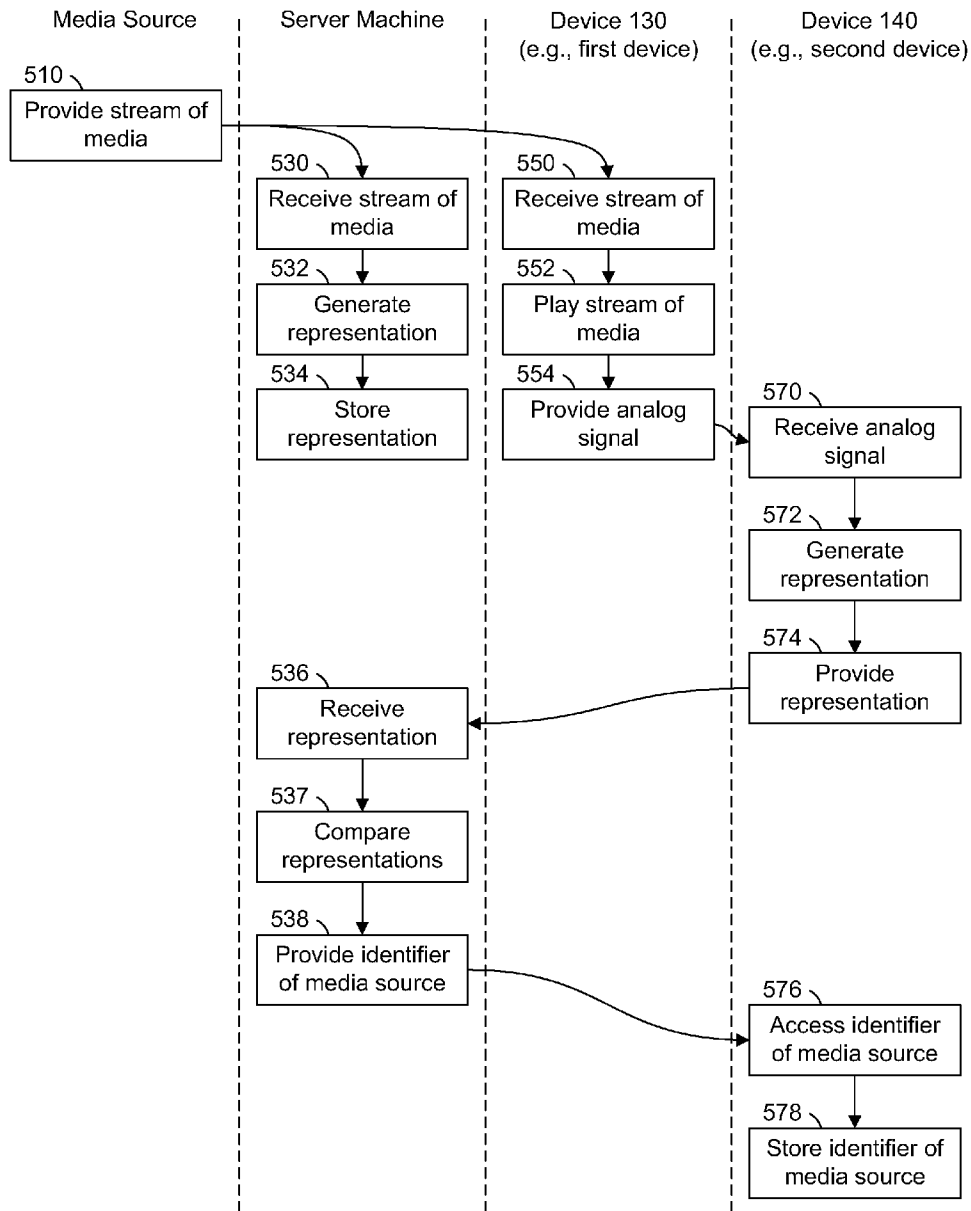 Media Source
Server Machine
Device 130
(e.g., first device)
Device 140
(e.g., second device)
510
Provide stream of
media
530
Receive stream of
media
550
Receive stream of
media
532
Generate
representation
552
Play stream of
media
534
Store
representation
554
Provide analog
signal
570
Receive analog
signal
572
Generate
representation
574
Provide
representation
536
Receive
representation
537
Compare
representations
538
Provide identifier
of media source
576
Access identifier
of media source
578
Store identifier of
media source